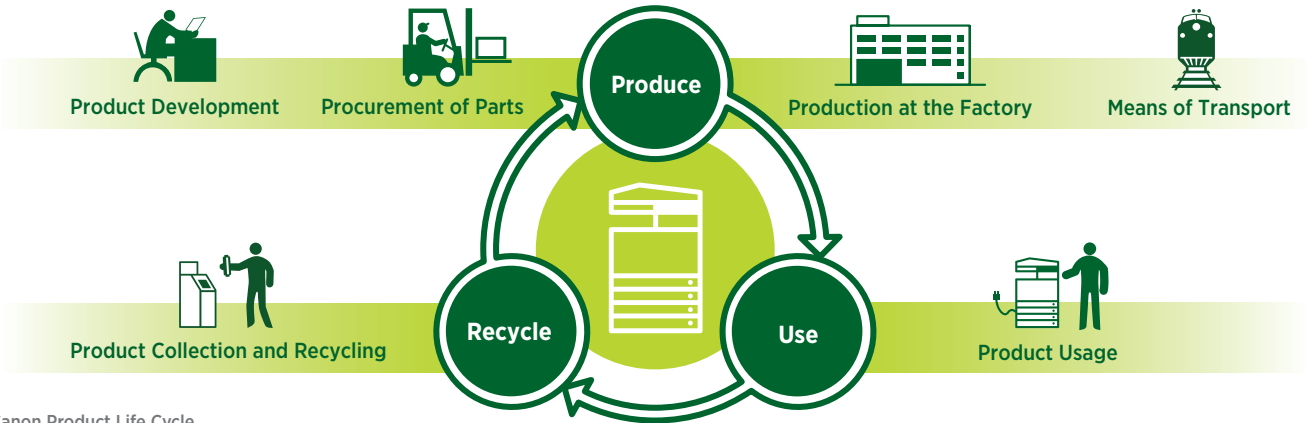 Product Development
Procurement of Parts
Produce
Production at the Factory
Means of Transport
Product Collection and Recycling
Recycle
Use
Product Usage
Product Life Cycle